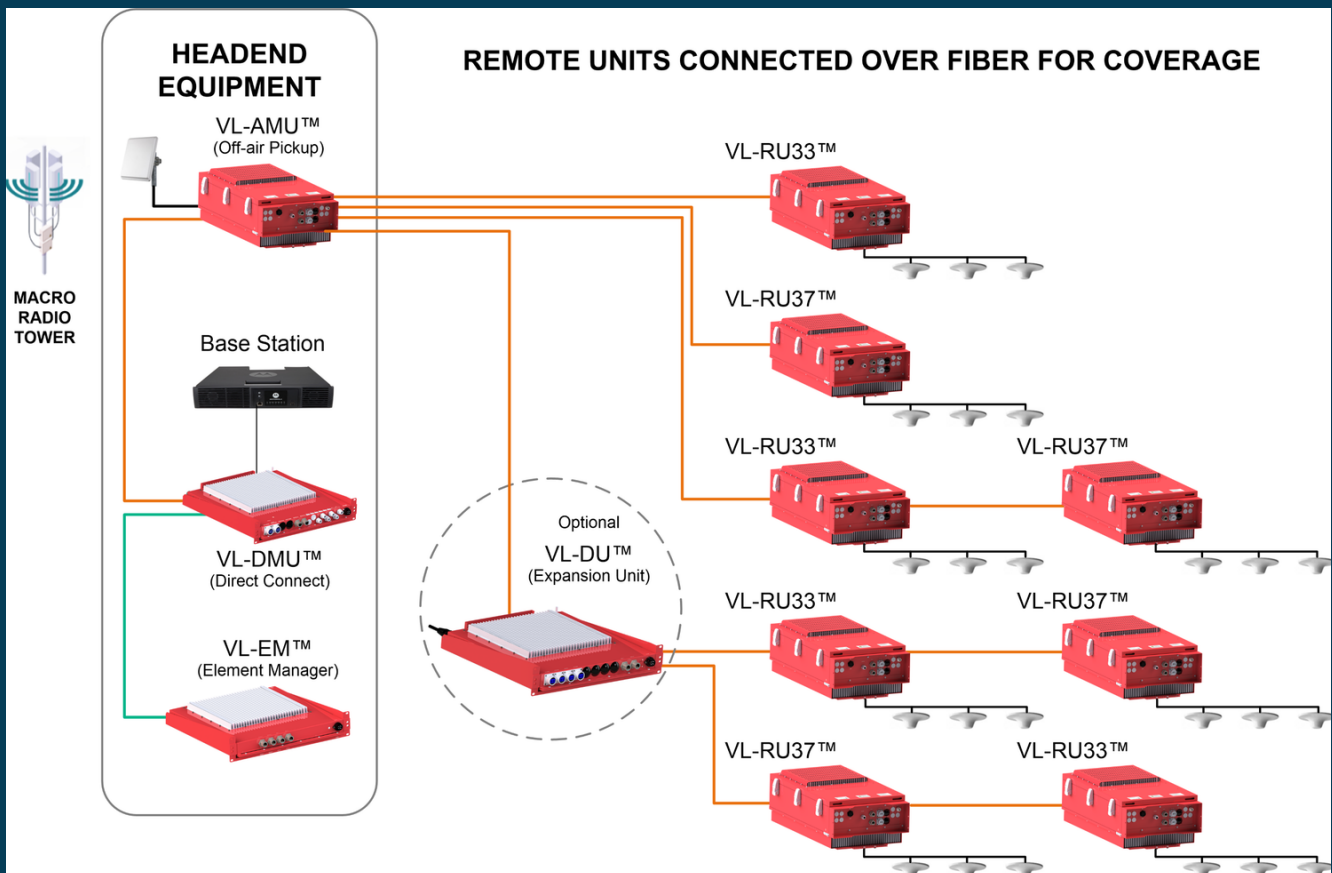 HEADEND
EQUIPMENT
REMOTE UNITS CONNECTED OVER FIBER FOR COVERAGE
VL-AMU™
(Off-air Pickup)
MACRO
RADIO
TOWER
Base Station
VL-DMU™
(Direct Connect)
VL-EM™
(Element Manager)
Optional
VL-DU™
(Expansion Unit)
VL-RU33™
VL-RU37™
VL-RU33™
VL-RU37™
VL-RU33™
VL-RU37™
VL-RU37™
VL-RU33™